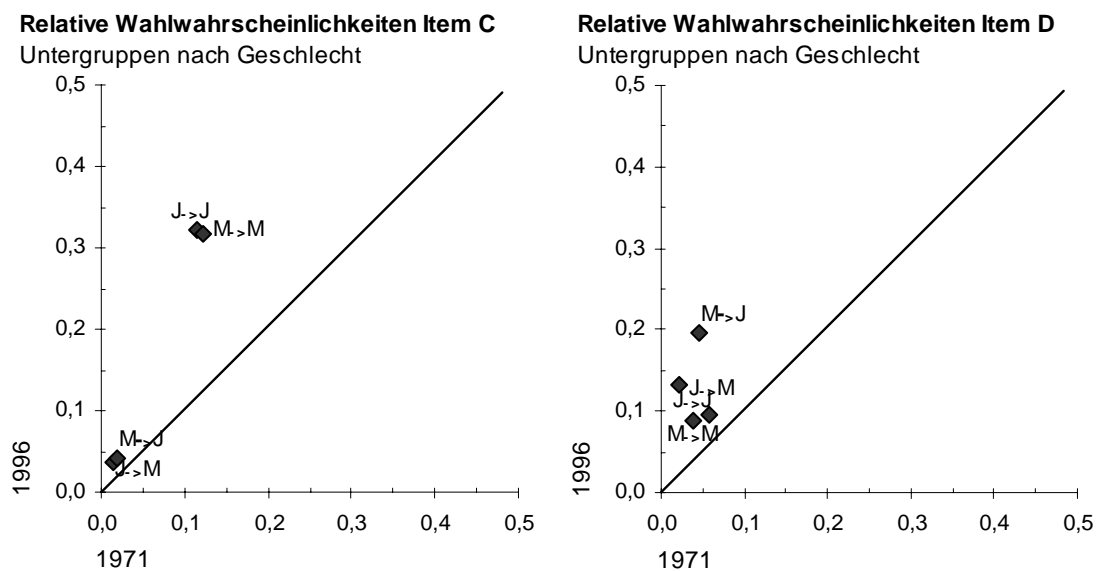 Relative Wahlwahrscheinlichkeiten Item C
Untergruppen nach Geschlecht
0,5
0,4
J->J
M->M
0,3
0,2
0,1
M->J
J->M
0,0
1996
0,0 0,1 0,2 0,3 0,4 0,5
1971
Relative Wahlwahrscheinlichkeiten Item D
Untergruppen nach Geschlecht
0,5
0,4
0,3
0,2
M->J
J->M
J->J
0,1
M->M
0,0
1996
0,0 0,1 0,2 0,3 0,4 0,5
1971